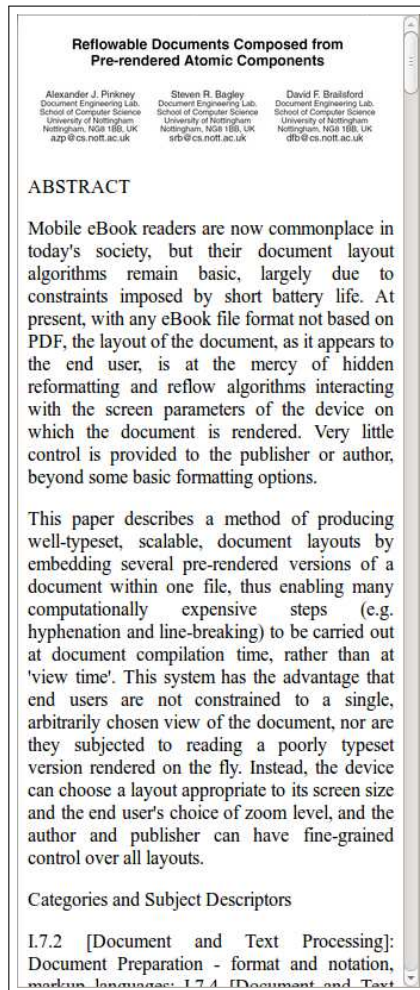 Reflowable Documents Composed from
Pre-rendered Atomic Components
Alexander J. Pinkney
Document Engineering Lab.
School of Computer Science
University of Nottingham
Nottingham, NG8 1BB, UK
azp@cs.nott.ac.uk
Steven R. Bagley
Document Engineering Lab.
School of Computer Science
University of Nottingham
Nottingham, NG8 1BB, UK
srb@cs.nott.ac.uk
David F. Brailsford
Document Engineering Lab.
School of Computer Science
University of Nottingham
Nottingham, NG8 1BB, UK
dfb@cs.nott.ac.uk
ABSTRACT
Mobile eBook readers are now commonplace in
today's society, but their document layout
algorithms remain basic, largely due to
constraints imposed by short battery life. At
present, with any eBook file format not based on
PDF, the layout of the document, as it appears to
the end user, is at the mercy of hidden
reformatting and reflow algorithms interacting
with the screen parameters of the device on
which the document is rendered. Very little
control is provided to the publisher or author,
beyond some basic formatting options.
This paper describes a method of producing
well-typeset, scalable, document layouts by
embedding several pre-rendered versions of a
document within one file, thus enabling many
computationally expensive steps (e.g.
hyphenation and line-breaking) to be carried out
at document compilation time, rather than at
'view time'. This system has the advantage that
end users are not constrained to a single,
arbitrarily chosen view of the document, nor are
they subjected to reading a poorly typeset
version rendered on the fly. Instead, the device
can choose a layout appropriate to its screen size
and the end user's choice of zoom level, and the
author and publisher can have fine-grained
control over all layouts.
Categories and Subject Descriptors
I.7.2 [Document and Text Processing]:
Document Preparation - format and notation,
markup languages; I.7.4 [Document and Text